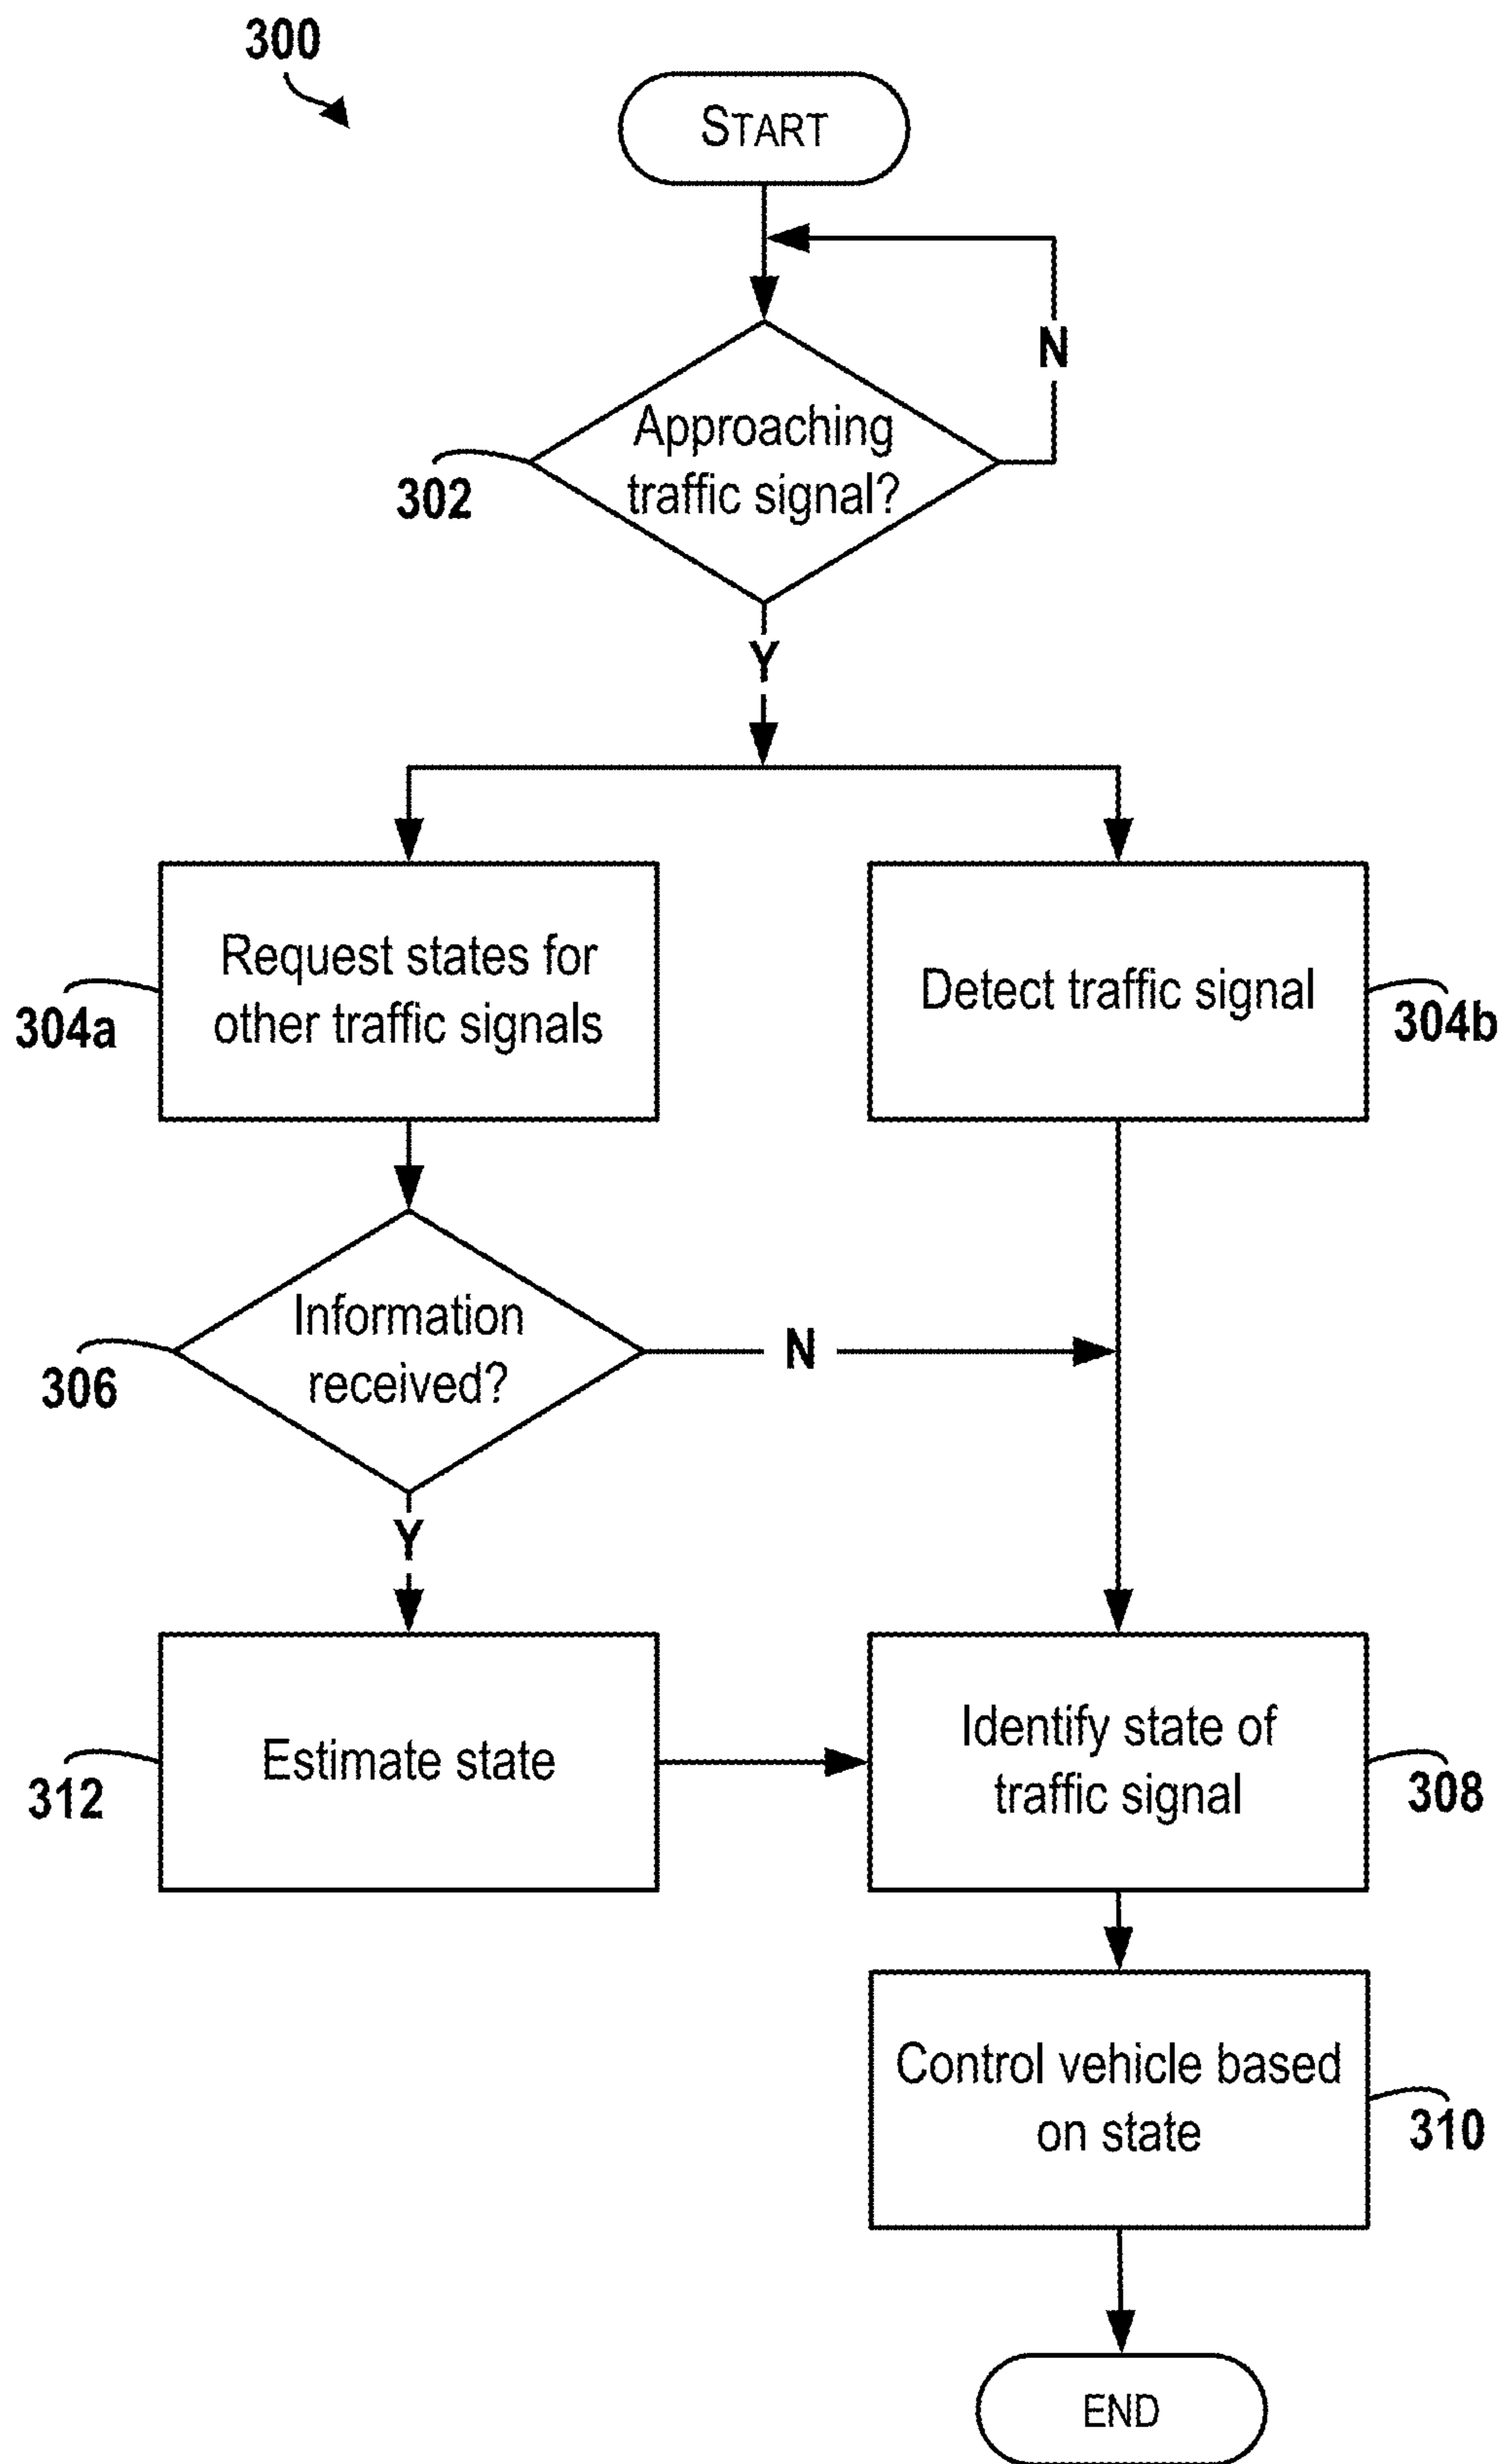 300
START
N
Approaching
traffic signal?
302
Y
Request states for
other traffic signals
304a
Detect traffic signal
304b
Information
received?
306
N
Y
Estimate state
312
Identify state of
traffic signal
308
Control vehicle based
on state
310
END